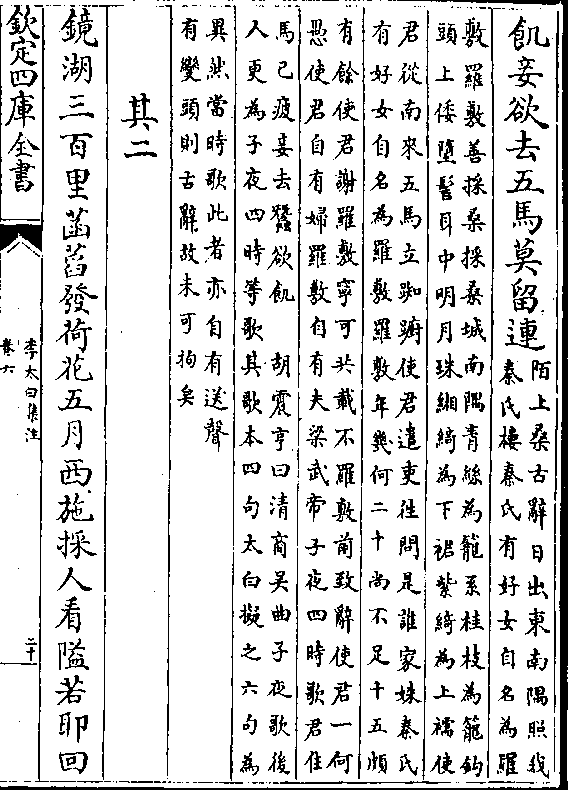 飢妾欲去五馬莫留連
陌上桑古辭日出東南隅照我
秦氏樓秦氏有好女自名為羅
敷羅敷善採桑採桑城南隅青絲為籠系桂枝為籠鈎
頭上倭墮髻耳中明月珠緗綺為下裙紫綺為上襦使
君從南來五馬立踟蹰使君遣吏往問是誰家姝秦氏
有好女自名為羅敷羅敷年幾何二十尚不足十五頗
有餘使君謝羅敷寧可共載不羅敷前致辭使君一何
愚使君自有婦羅敷自有夫梁武帝子夜四時歌君住
馬已疲妾去蠶欲飢　胡震亨曰清商吳曲子夜歌後
人更為子夜四時等歌其歌本四句太白擬之六句為
異然當時歌此者亦自有送聲
有變頭則古辭故未可拘矣
其二
鏡湖三百里菡萏發荷花五月西施採人看隘若耶回
欽定四庫全書
李太白集注
卷六
二十